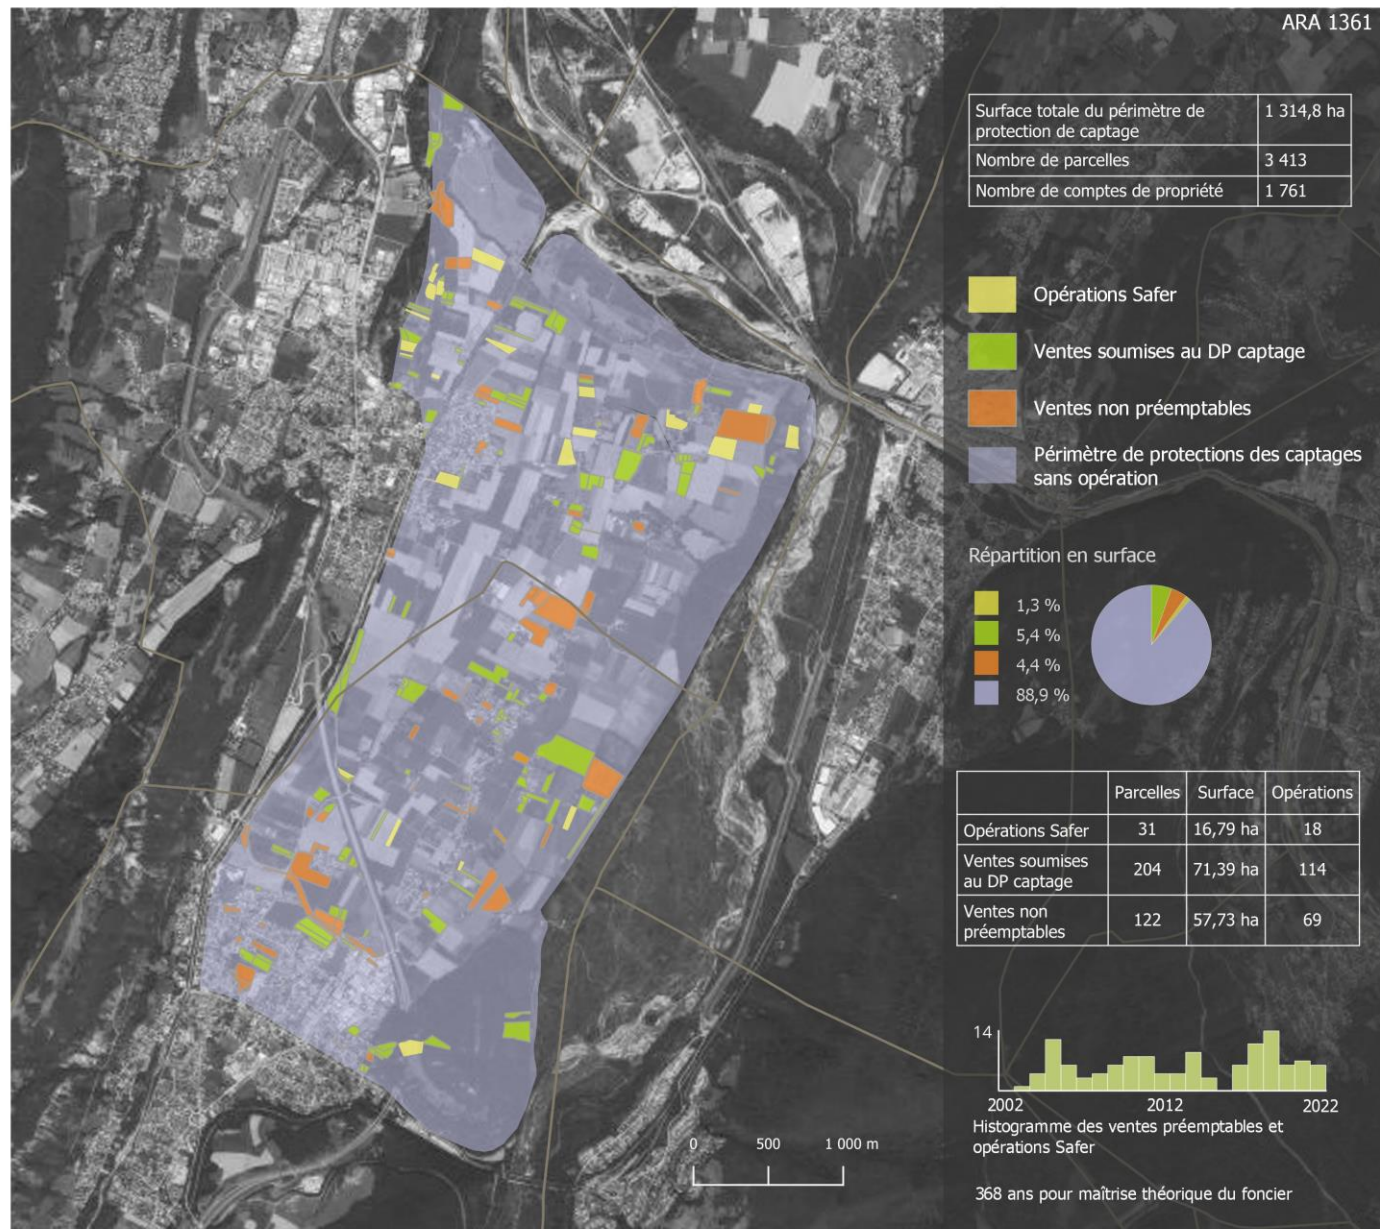 ARA 1361
Surface totale du périmètre de
protection de captage
1 314,8 ha
Nombre de parcelles
3 413
Nombre de comptes de propriété
1 761
Opérations Safer
Ventes soumises au DP captage
Ventes non préemptables
Périmètre de protections des captages
sans opération
Répartition en surface
1,3 %
5,4 %
4,4 %
88,9 %
Parcelles Surface Opérations
Opérations Safer 31 16,79 ha 18
Ventes soumises
au DP captage
204 71,39 ha 114
Ventes non
préemptables
122 57,73 ha 69
14
2002 2012 2022
Histogramme des ventes préemptables et
opérations Safer
0 500 1 000 m
368 ans pour maîtrise théorique du foncier